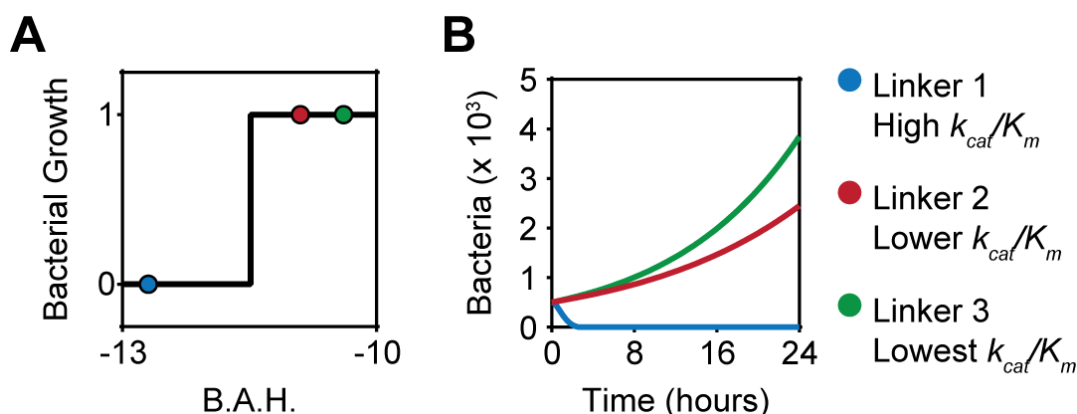 A
Bacterial Growth
1
0
-13
-10
B.A.H.
B
Bacteria (x 10³)
5
4
3
2
1
0
0
8
16
24
Time (hours)
Linker 1
High kcat/Km
Linker 2
Lower kcat/Km
Linker 3
Lowest kcat/Km